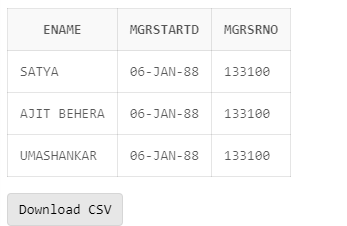 ENAME MGRSTARTD MGRSRNO
SATYA 06-JAN-88 133100
AJIT BEHERA 06-JAN-88 133100
UMASHANKAR 06-JAN-88 133100
Download CSV